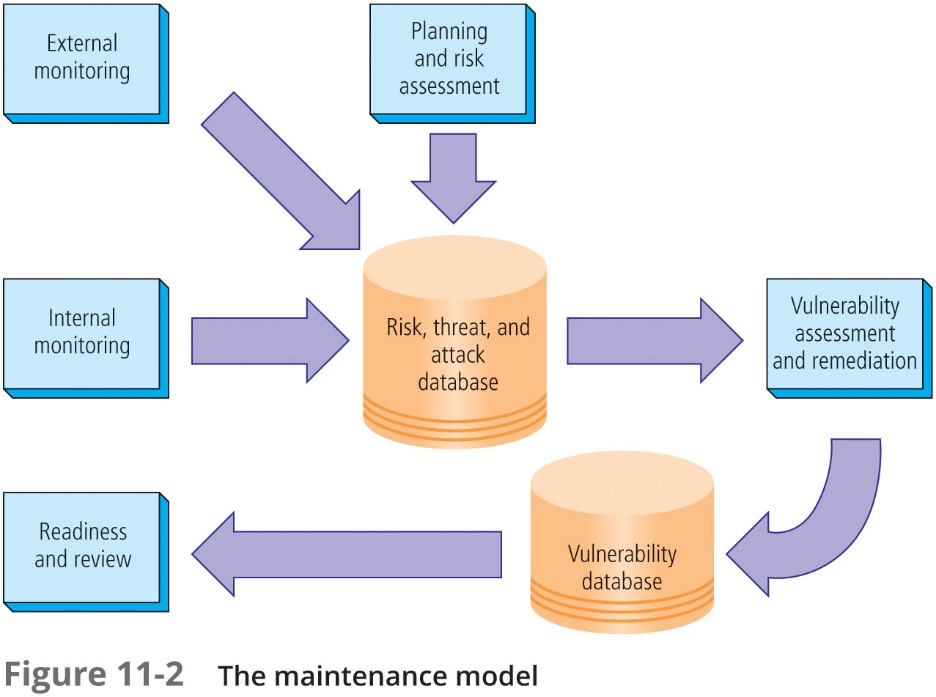 External
monitoring
Planning
and risk
assessment
Internal
monitoring
Risk, threat, and
attack
database
Vulnerability
assessment
and remediation
Readiness
and review
Vulnerability
database
Figure 11-2 The maintenance model